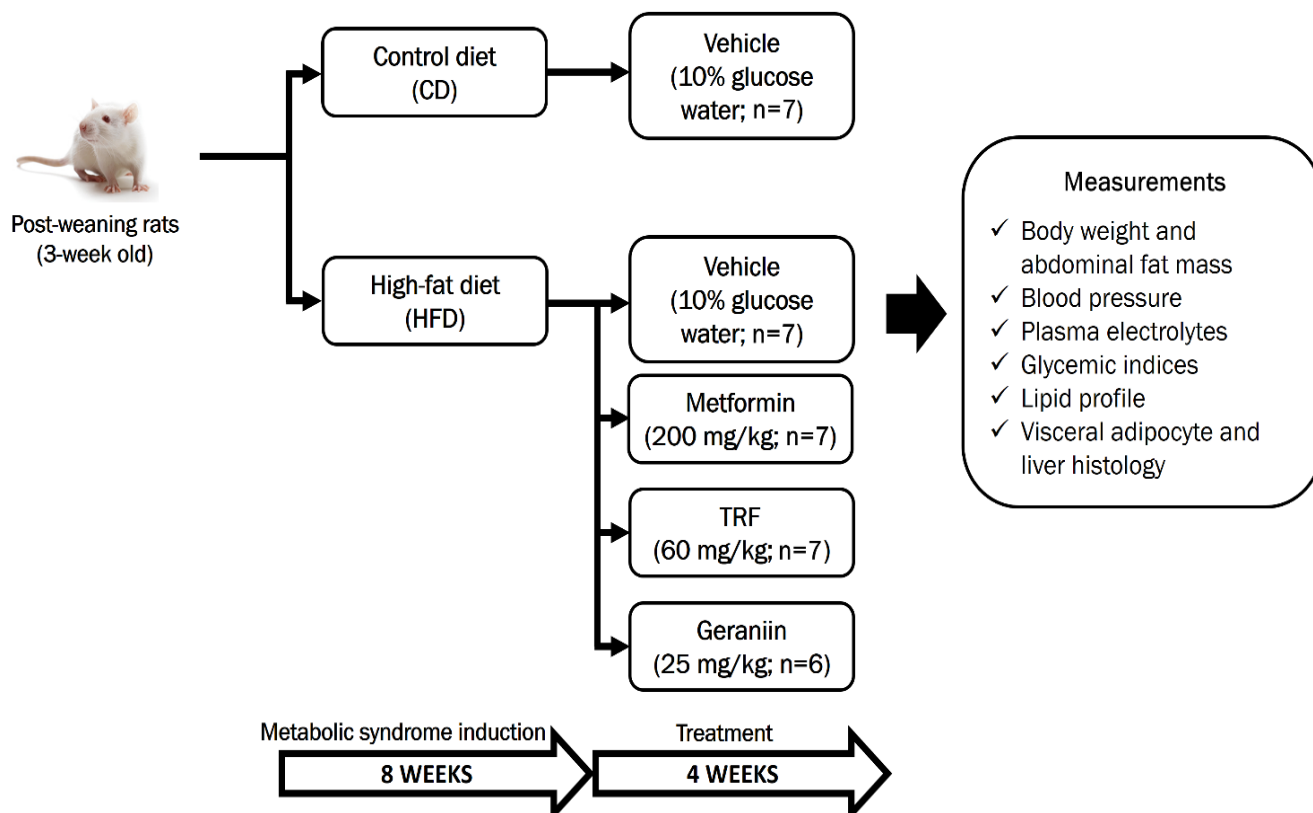 Post-weaning rats
(3-week old)
Control diet
(CD)
High-fat diet
(HFD)
Vehicle
(10% glucose
water; n=7)
Vehicle
(10% glucose
water; n=7)
Metformin
(200 mg/kg; n=7)
TRF
(60 mg/kg; n=7)
Geraniin
(25 mg/kg; n=6)
Measurements
✓ Body weight and
abdominal fat mass
✓ Blood pressure
✓ Plasma electrolytes
✓ Glycemic indices
✓ Lipid profile
✓ Visceral adipocyte and
liver histology
Metabolic syndrome induction
8 WEEKS
Treatment
4 WEEKS